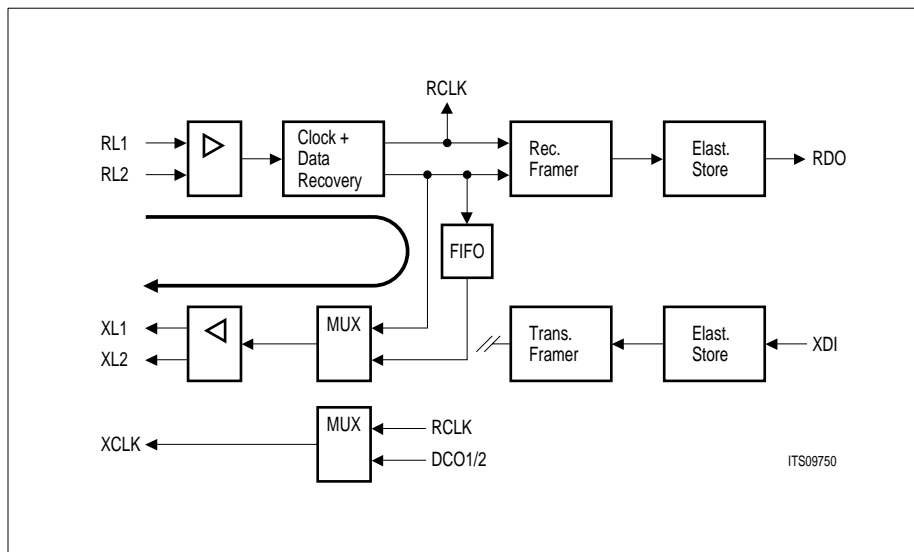 RCLK
RL1
RL2
Clock +
Data
Recovery
Rec.
Framer
Elast.
Store
RDO
FIFO
XL1
XL2
MUX
Trans.
Framer
Elast.
Store
XDI
XCLK
MUX
RCLK
DCO1/2
ITS09750